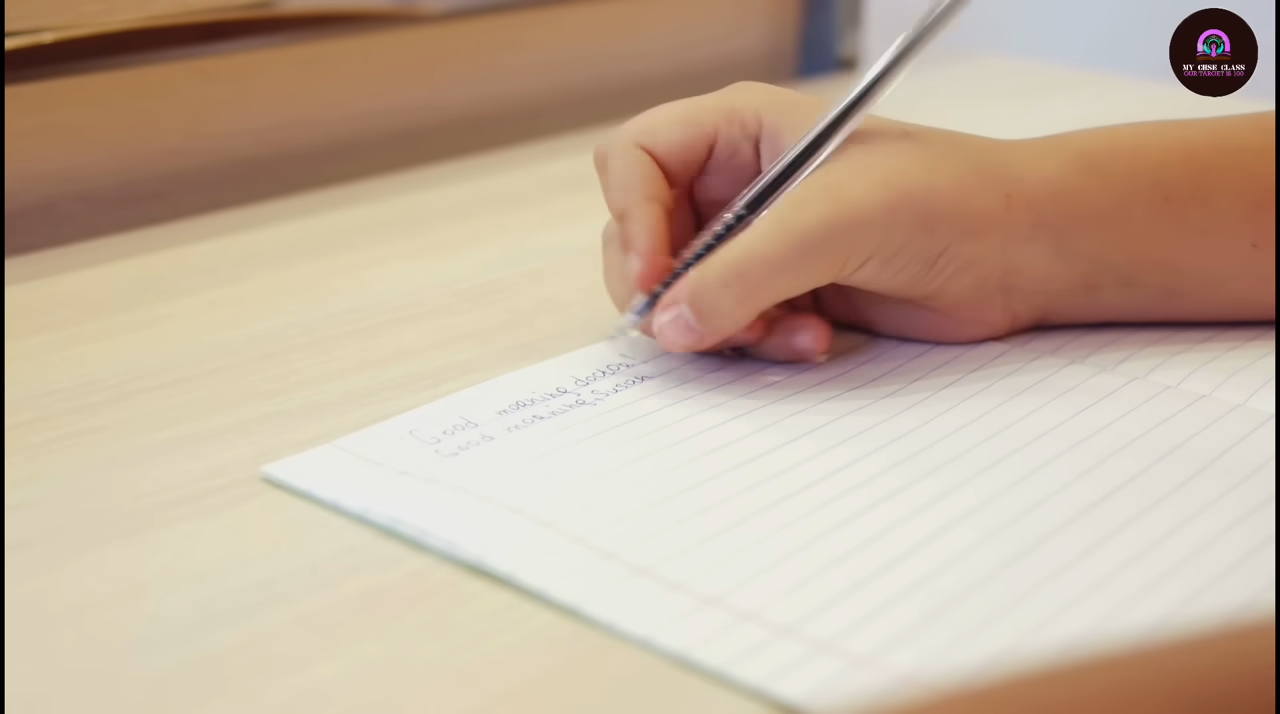 MY CBSE CLASS
OUR TARGET IS 100
Good morning, doctor!
Good morning, Susan